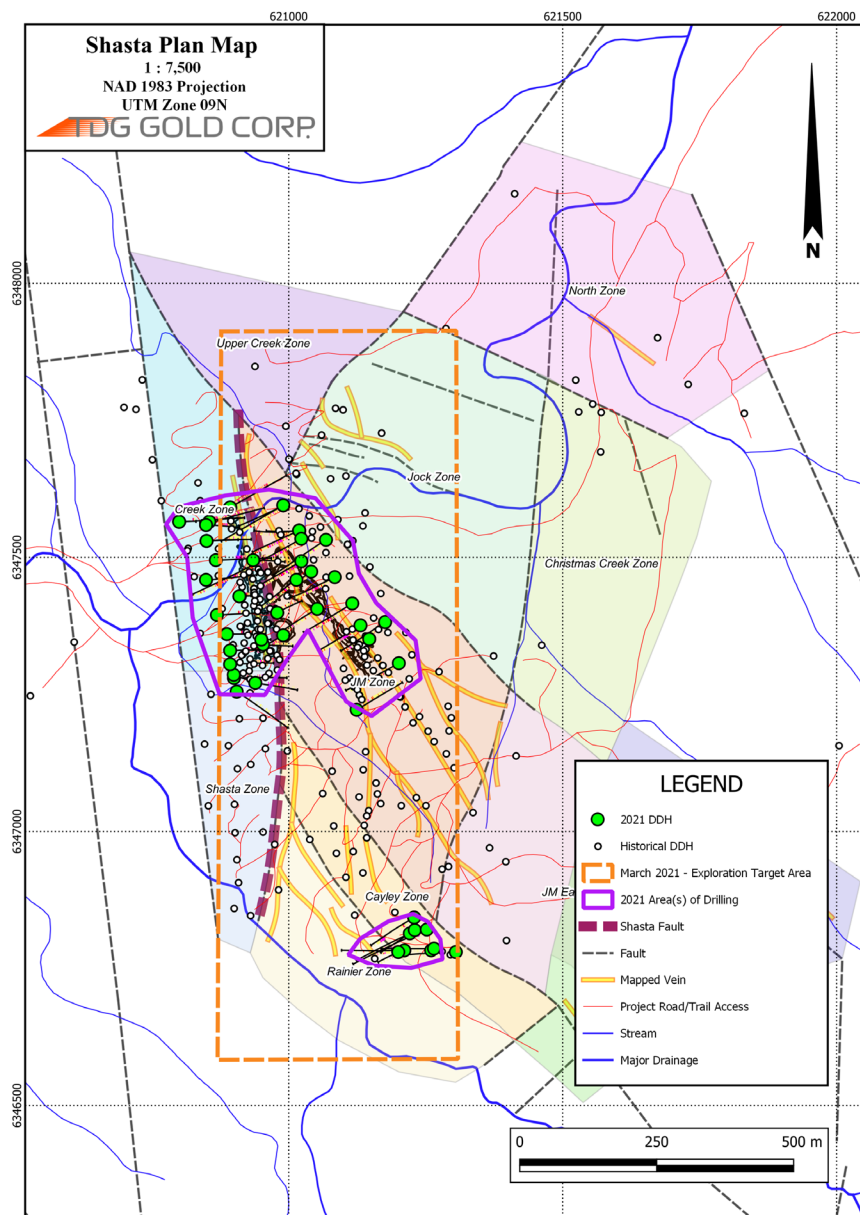 621000
621500
622000
Shasta Plan Map
1 : 7,500
NAD 1983 Projection
UTM Zone 09N
TDG GOLD CORP.
N
6348000
North Zone
Upper Creek Zone
Jock Zone
Creek Zone
6347500
Christmas Creek Zone
JM Zone
Shasta Zone
6347000
Cayley Zone
JM Ea
Rainier Zone
6346500
LEGEND
2021 DDH
Historical DDH
March 2021 - Exploration Target Area
2021 Area(s) of Drilling
Shasta Fault
Fault
Mapped Vein
Project Road/Trail Access
Stream
Major Drainage
0 250 500 m